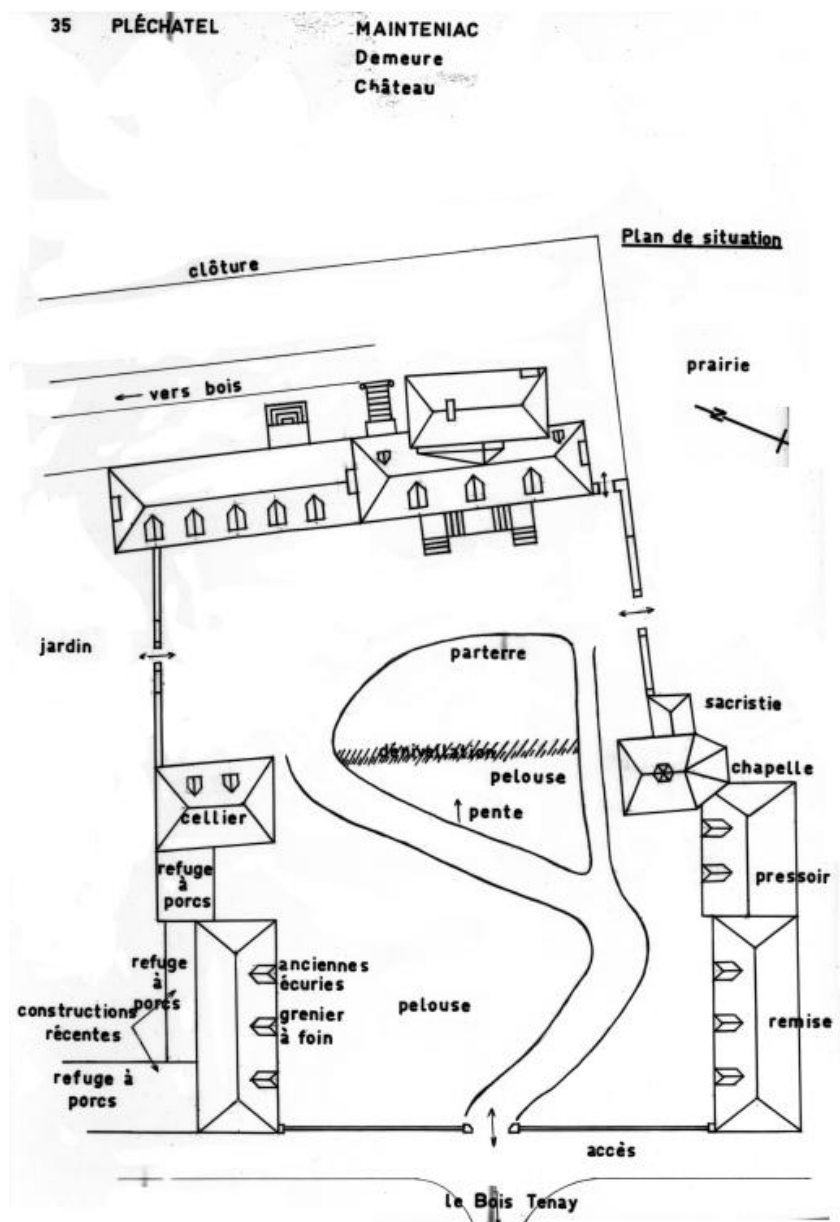 35 PLÉCHATEL
MAINTENIAC
Demeure
Château
Plan de situation
clôture
prairie
← vers bois
N
jardin
parterre
sacristie
dénivellation
pelouse
chapelle
pente
cellier
refuge
à
porcs
pressoir
refuge
à
porcs
anciennes
écuries
constructions
récentes
grenier
à foin
pelouse
remise
refuge à
porcs
accès
le Bois Tenay